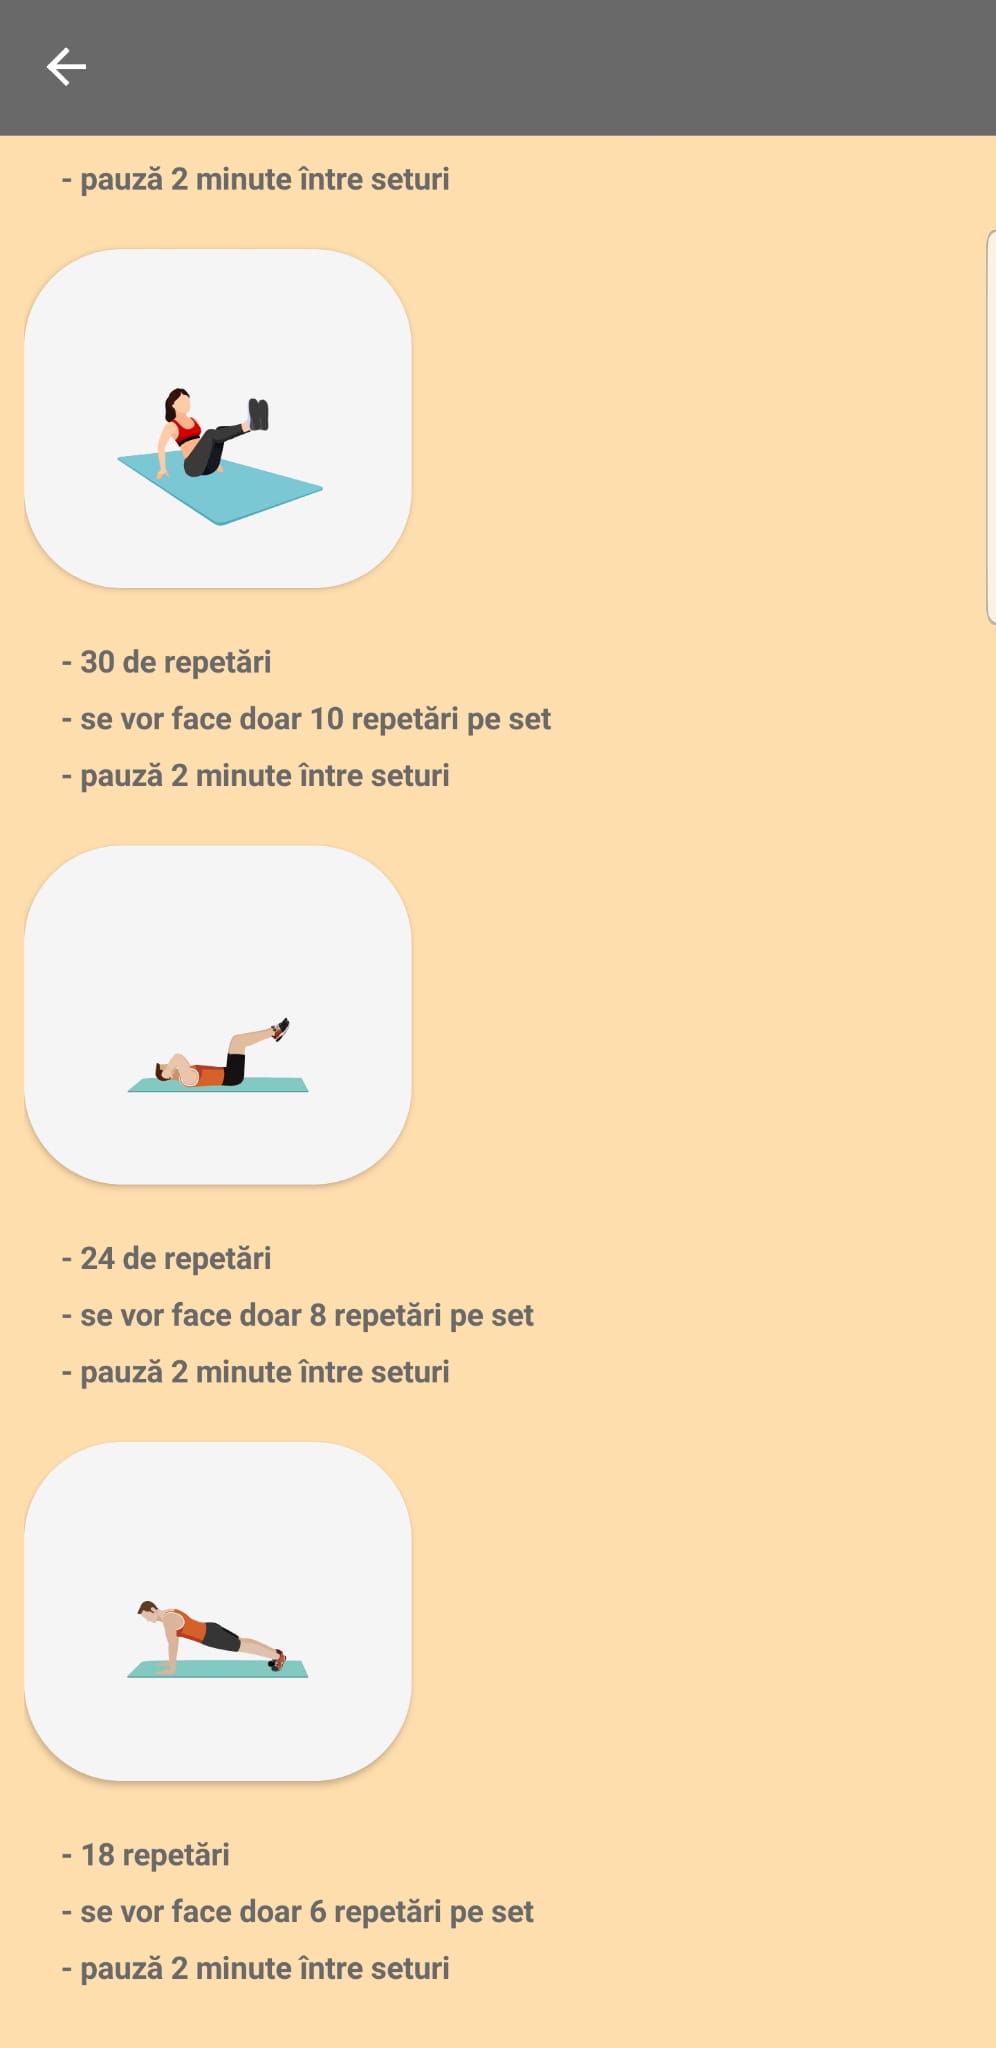 - pauză 2 minute între seturi
- 30 de repetări
- se vor face doar 10 repetări pe set
- pauză 2 minute între seturi
- 24 de repetări
- se vor face doar 8 repetări pe set
- pauză 2 minute între seturi
- 18 repetări
- se vor face doar 6 repetări pe set
- pauză 2 minute între seturi